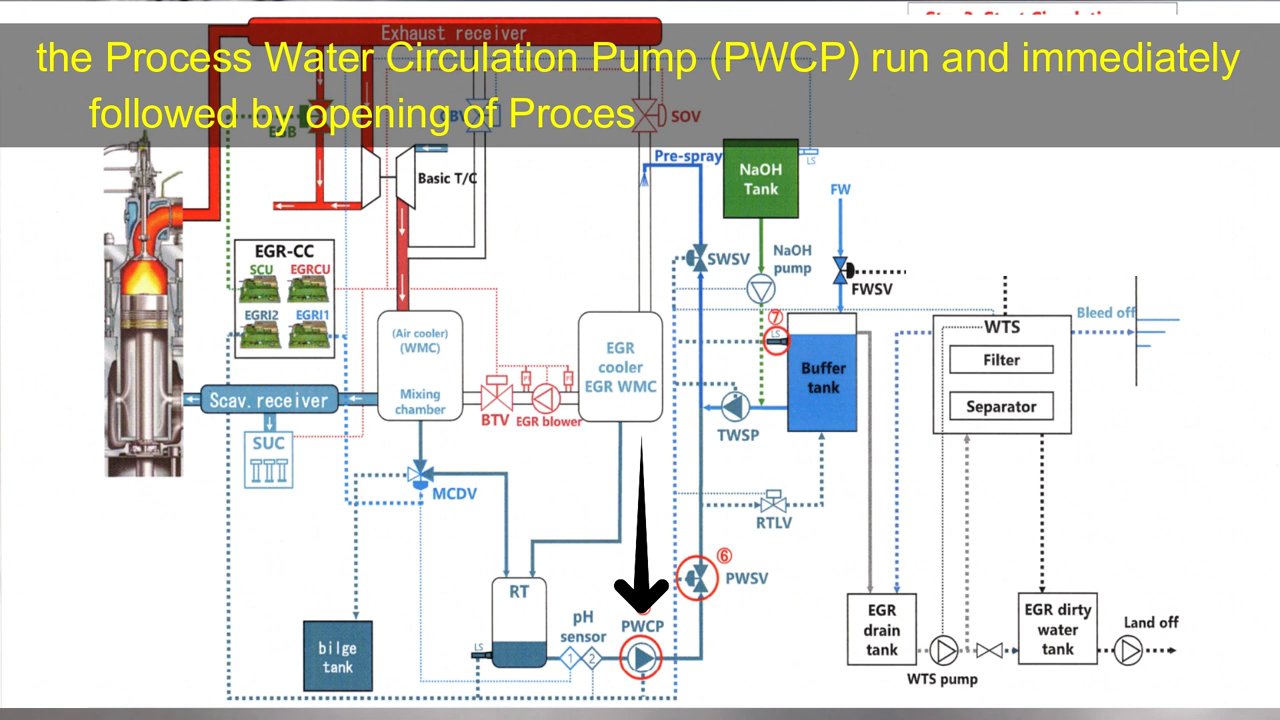 the Process Water Circulation Pump (PWCP) run and immediately
followed by opening of Proces
Exhaust receiver
SOV
Pre-spray
LS
NaOH
Tank
Basic T/C
FW
EGR-CC
SCU EGRCU
EGRI2 EGRI1
SWSV
NaOH
pump
FWSV
(Air cooler)
(WMC)
Mixing
chamber
EGR
cooler
EGR WMC
⑦
LS
Buffer
tank
WTS
Filter
Separator
Bleed off
Scav. receiver
BTV
EGR blower
TWSP
SUC
MCDV
RTLV
⑥
PWSV
RT
pH
sensor
1 2
PWCP
LS
bilge
tank
EGR
drain
tank
EGR dirty
water
tank
Land off
WTS pump